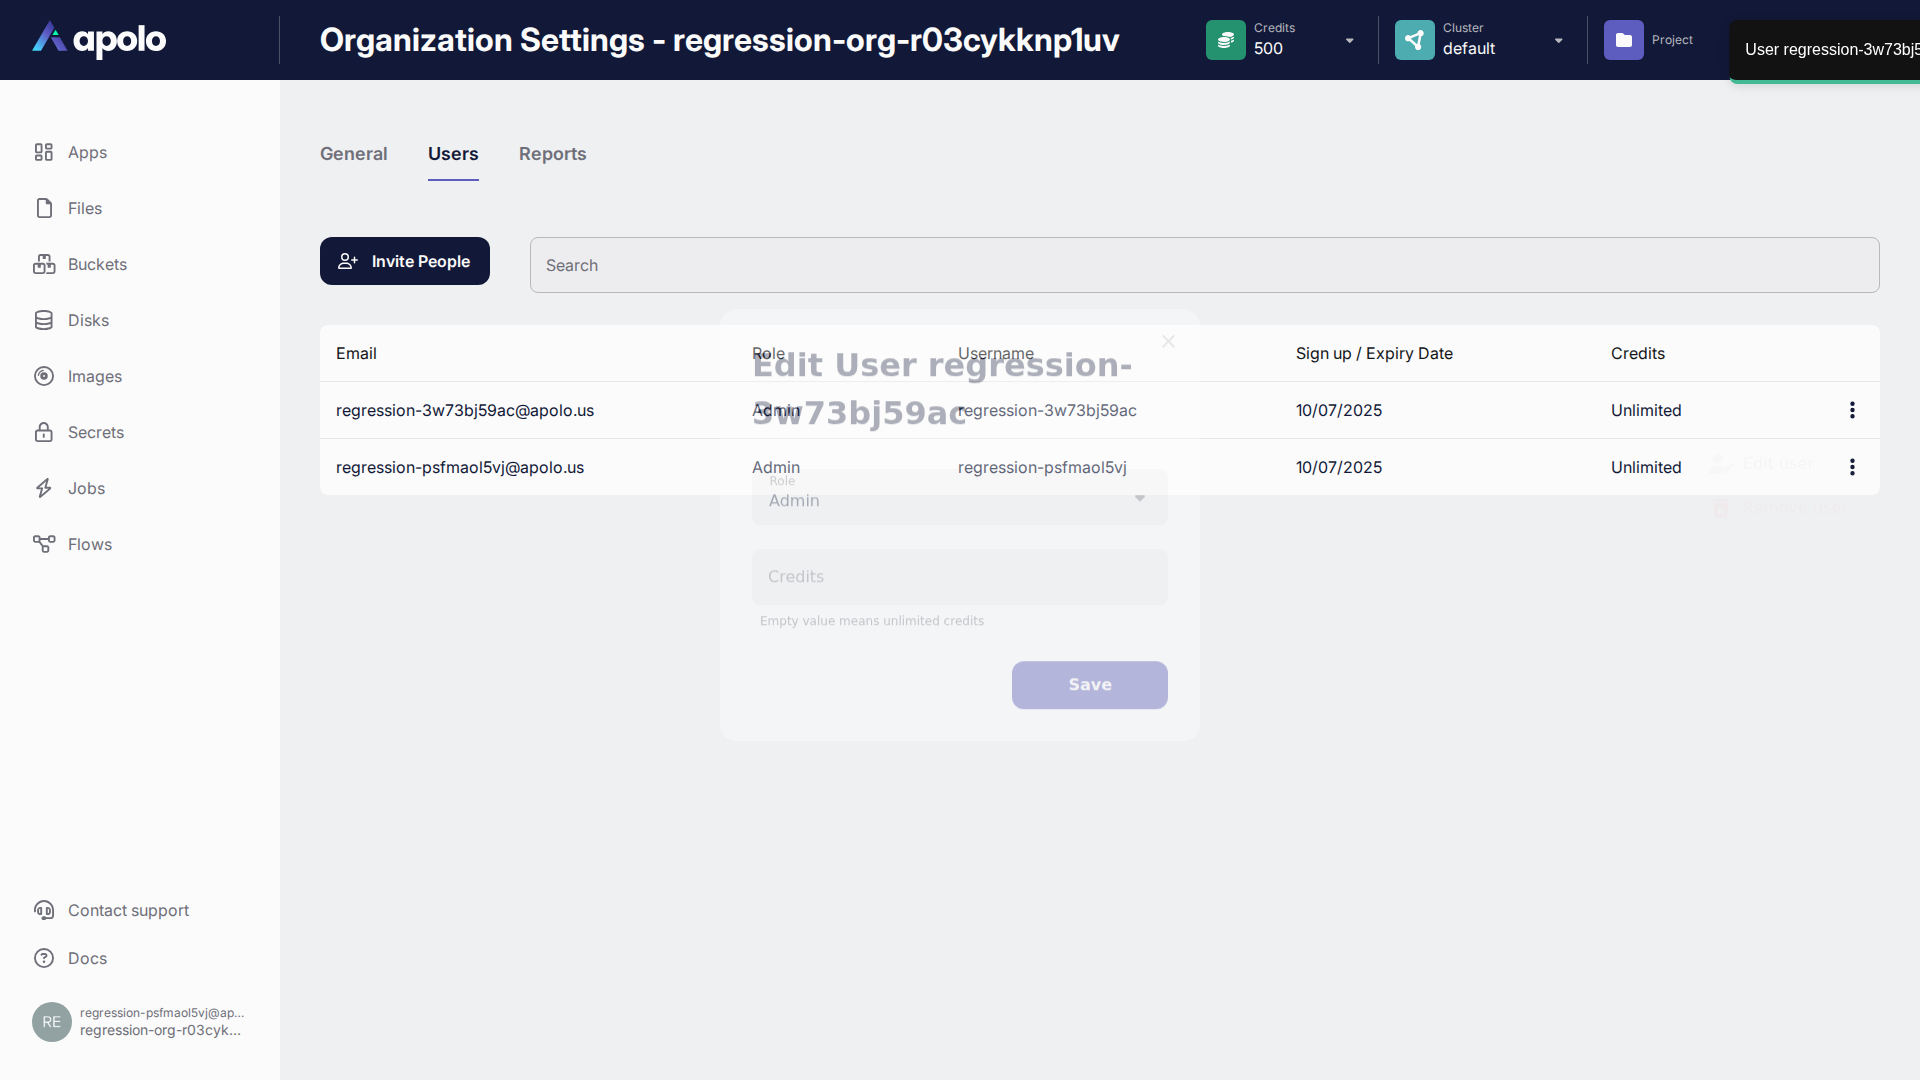 apolo
Organization Settings - regression-org-r03cykknp1uv
Credits
500
Cluster
default
Project
User regression-3w73bj5
Apps
Files
Buckets
Disks
Images
Secrets
Jobs
Flows
General
Users
Reports
Invite People
Search
Email
Role
Username
Sign up / Expiry Date
Credits
regression-3w73bj59ac@apolo.us
Admin
regression-3w73bj59ac
10/07/2025
Unlimited
regression-psfmaol5vj@apolo.us
Admin
regression-psfmaol5vj
10/07/2025
Unlimited
Edit User regression-
3w73bj59ac
Role
Admin
Credits
Empty value means unlimited credits
Save
Edit user
Remove user
Contact support
Docs
RE
regression-psfmaol5vj@ap...
regression-org-r03cyk...